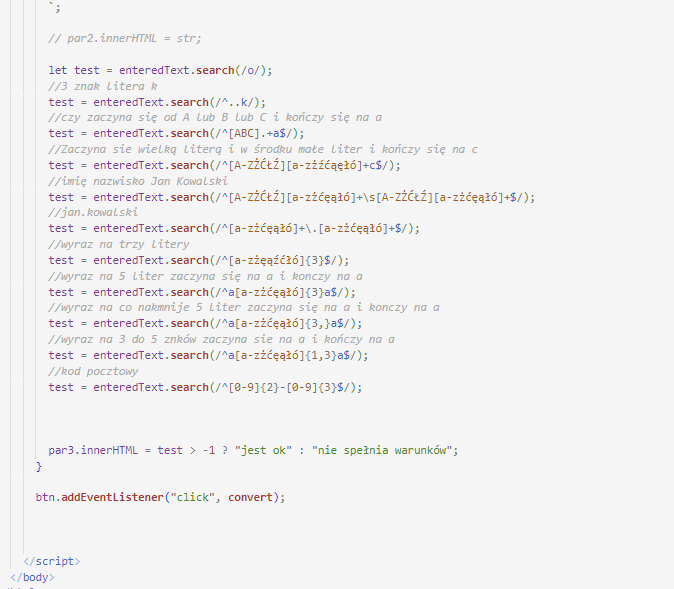 `;
// par2.innerHTML = str;
let test = enteredText.search(/o/);
//3 znak litera k
test = enteredText.search(/^..k/);
//czy zaczyna się od A lub B lub C i kończy się na a
test = enteredText.search(/^[ABC].+a$/);
//Zaczyna sie wielką literą i w środku małe liter i kończy się na c
test = enteredText.search(/^[A-ZŻĆŁŹ][a-zżźćąęłó]+c$/);
//imię nazwisko Jan Kowalski
test = enteredText.search(/^[A-ZŻĆŁŹ][a-zżćęąłó]+\s[A-ZŻĆŁŹ][a-zżćęąłó]+$/);
//jan.kowalski
test = enteredText.search(/^[a-zżćęąłó]+\.[a-zżćęąłó]+$/);
//wyraz na trzy litery
test = enteredText.search(/^[a-zżęąźćłó]{3}$/);
//wyraz na 5 liter zaczyna się na a i konczy na a
test = enteredText.search(/^a[a-zżćęąłó]{3}a$/);
//wyraz na co nakmnije 5 liter zaczyna się na a i konczy na a
test = enteredText.search(/^a[a-zżćęąłó]{3,}a$/);
//wyraz na 3 do 5 znków zaczyna sie na a i kończy na a
test = enteredText.search(/^a[a-zżćęąłó]{1,3}a$/);
//kod pocztowy
test = enteredText.search(/^[0-9]{2}-[0-9]{3}$/);
par3.innerHTML = test > -1 ? "jest ok" : "nie spełnia warunków";
}
btn.addEventListener("click", convert);
</script>
</body>